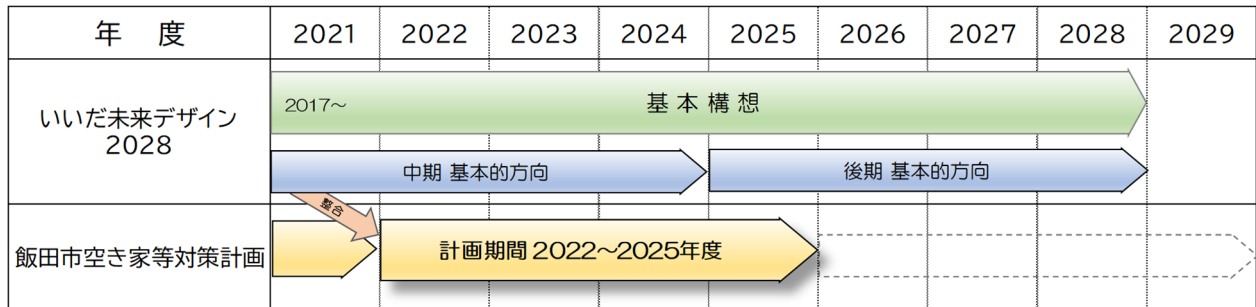 年 度 2021 2022 2023 2024 2025 2026 2027 2028 2029
いいだ未来デザイン
2028
2017～ 基 本 構 想
中期 基本的方向 後期 基本的方向
整合
飯田市空き家等対策計画 計画期間 2022～2025年度